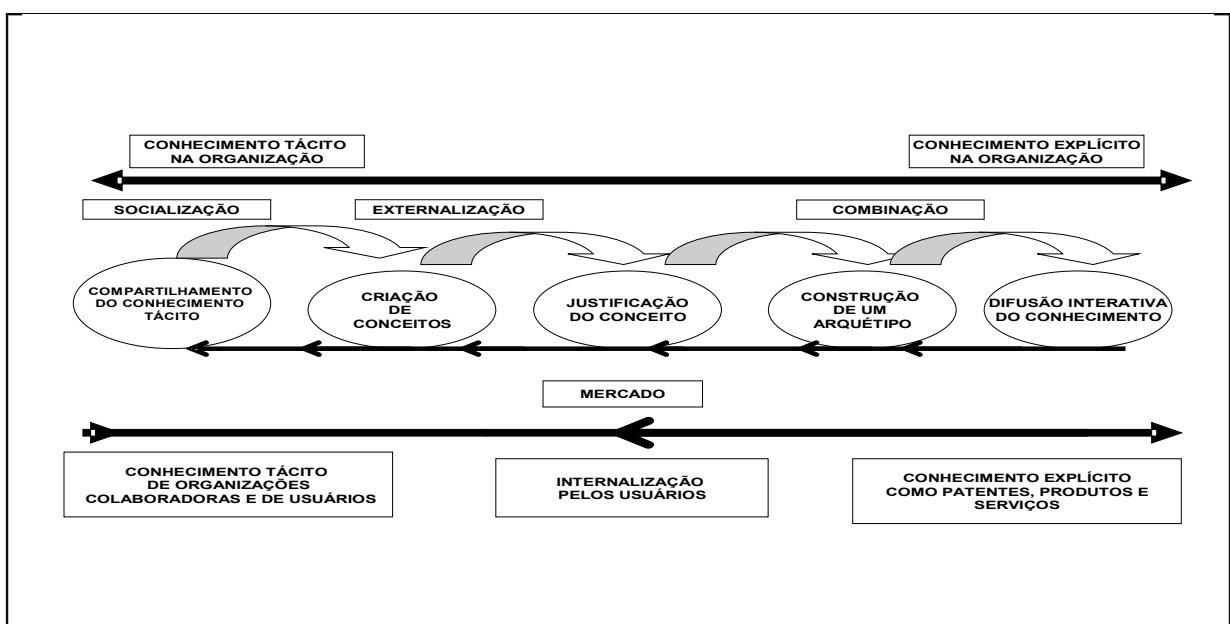 CONHECIMENTO TÁCITO
NA ORGANIZAÇÃO
CONHECIMENTO EXPLÍCITO
NA ORGANIZAÇÃO
SOCIALIZAÇÃO
EXTERNALIZAÇÃO
COMBINAÇÃO
COMPARTILHAMENTO
DO CONHECIMENTO
TÁCITO
CRIAÇÃO
DE
CONCEITOS
JUSTIFICAÇÃO
DO CONCEITO
CONSTRUÇÃO
DE UM
ARQUÉTIPO
DIFUSÃO INTERATIVA
DO CONHECIMENTO
MERCADO
CONHECIMENTO TÁCITO
DE ORGANIZAÇÕES
COLABORADORAS E DE USUÁRIOS
INTERNALIZAÇÃO
PELOS USUÁRIOS
CONHECIMENTO EXPLÍCITO
COMO PATENTES, PRODUTOS E
SERVIÇOS